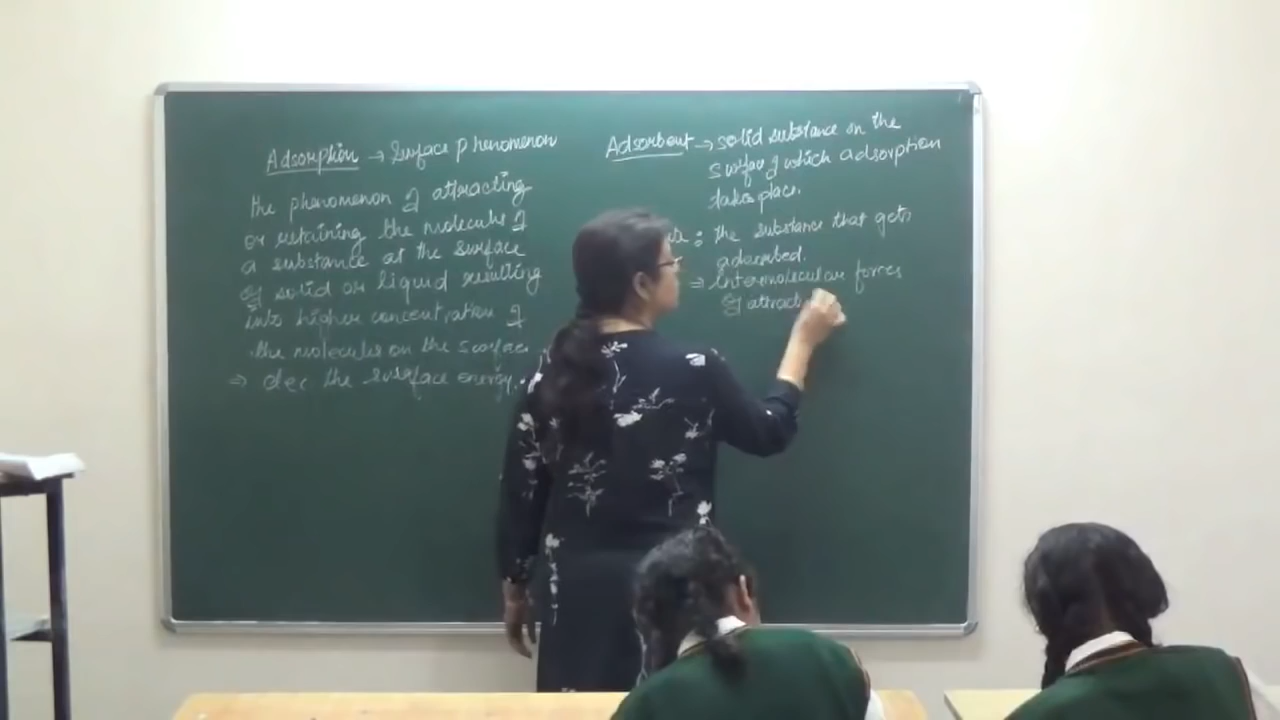 Adsorption → Surface phenomenon
the phenomenon of attracting
or retaining the molecules of
a substance at the surface
of solid or liquid resulting
into higher concentration of
the molecules on the surface.
⇒ dec the surface energy.
Adsorbent → solid substance on the
surface of which adsorption
takes place.
: the substance that gets
adsorbed.
⇒ intermolecular forces
of attrac